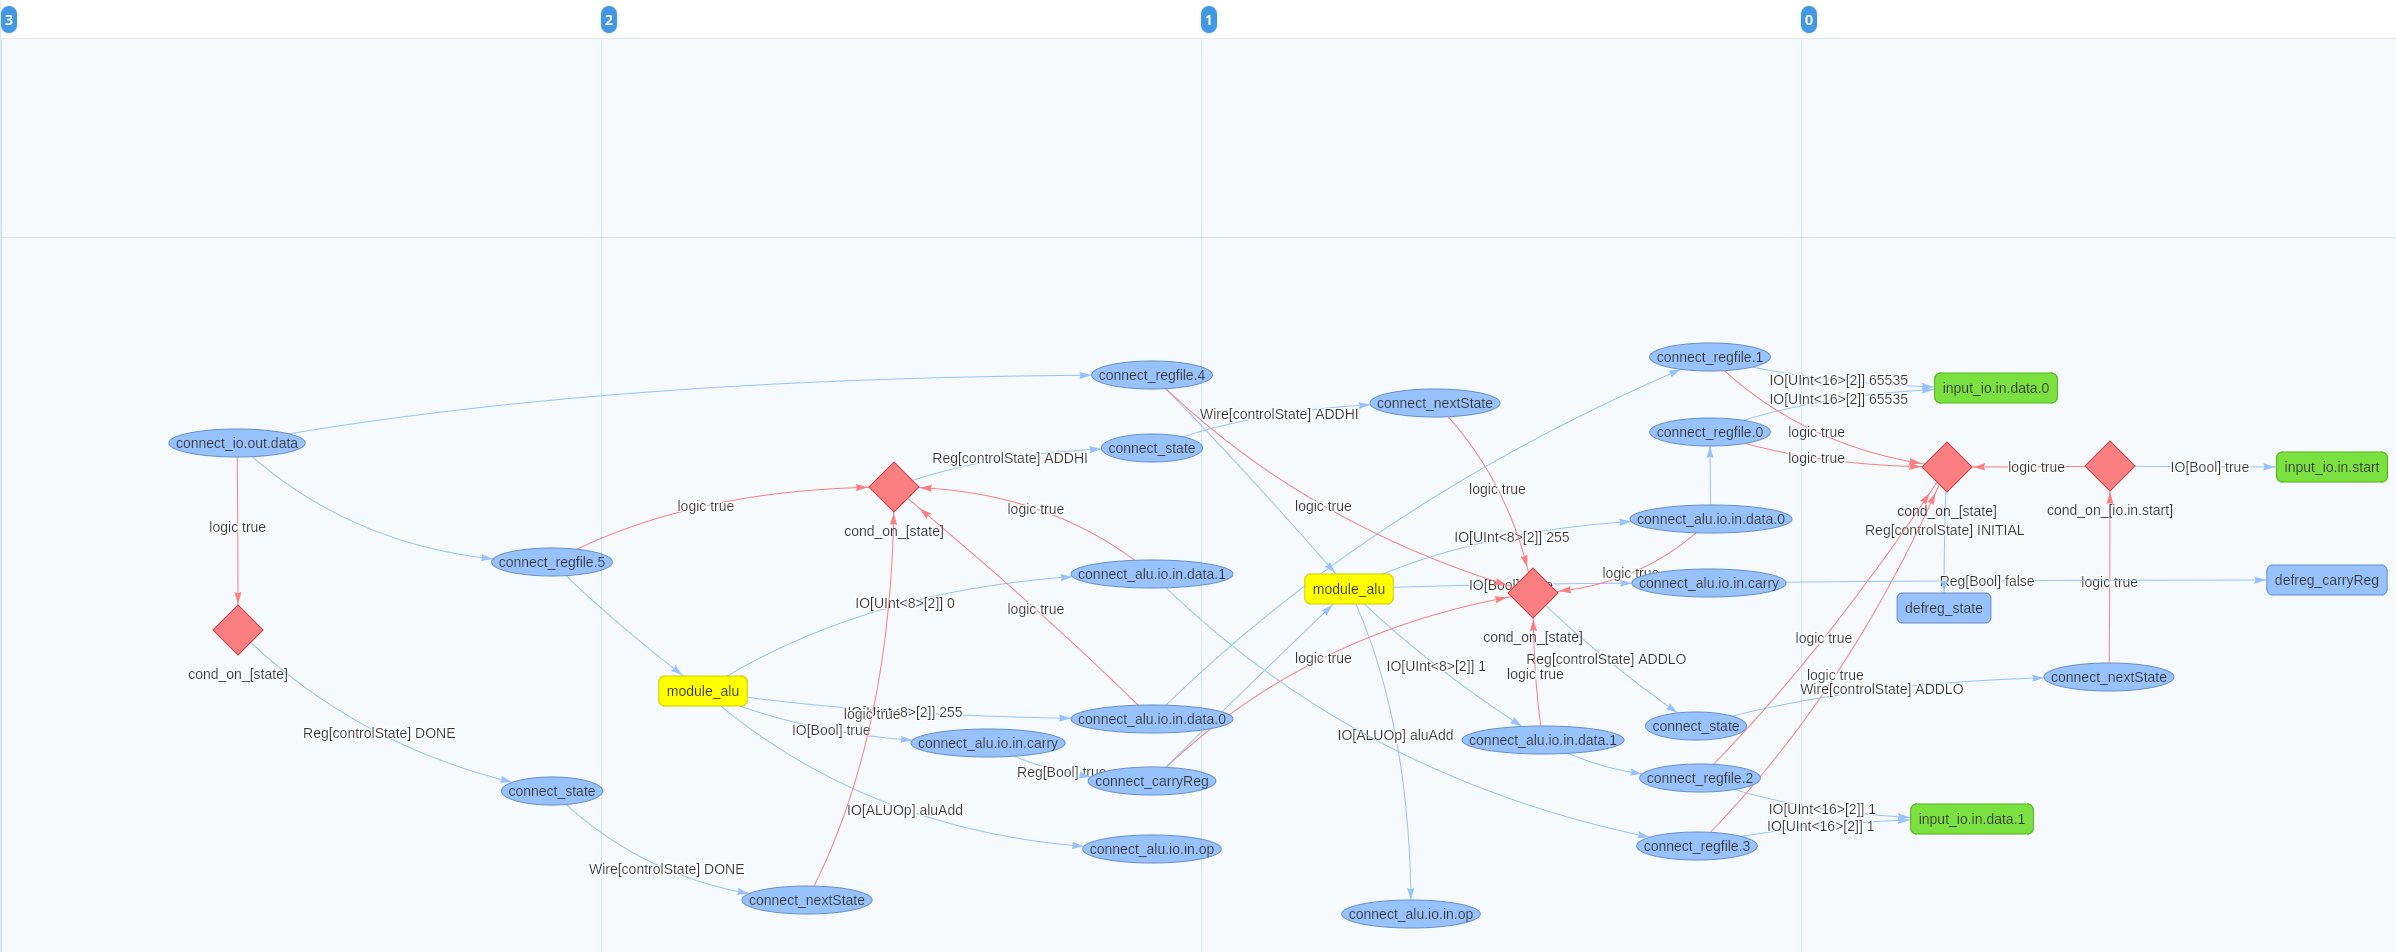 3
2
1
0
connect_regfile.1
connect_regfile.4
IO[UInt<16>[2]] 65535
input_io.in.data.0
IO[UInt<16>[2]] 65535
connect_nextState
Wire[controlState] ADDHI
connect_regfile.0
logic true
connect_io.out.data
connect_state
Reg[controlState] ADDHI
logic true
logic true
IO[Bool] true
input_io.in.start
logic true
logic true
logic true
logic true
cond_on_[state]
cond_on_[io.in.start]
connect_alu.io.in.data.0
logic true
cond_on_[state]
Reg[controlState] INITIAL
IO[UInt<8>[2]] 255
connect_regfile.5
connect_alu.io.in.data.1
logic true
connect_alu.io.in.carry
Reg[Bool] false
logic true
defreg_carryReg
module_alu
IO[Bool]
IO[UInt<8>[2]] 0
logic true
defreg_state
cond_on_[state]
logic true
logic true
Reg[controlState] ADDLO
IO[UInt<8>[2]] 1
cond_on_[state]
logic true
logic true
connect_nextState
Wire[controlState] ADDLO
module_alu
IO[UInt<8>[2]] 255
logic true
connect_alu.io.in.data.0
connect_state
IO[Bool] true
Reg[controlState] DONE
IO[ALUOp] aluAdd
connect_alu.io.in.carry
connect_alu.io.in.data.1
Reg[Bool] true
connect_carryReg
connect_regfile.2
connect_state
IO[UInt<16>[2]] 1
IO[ALUOp] aluAdd
input_io.in.data.1
IO[UInt<16>[2]] 1
connect_regfile.3
connect_alu.io.in.op
Wire[controlState] DONE
connect_nextState
connect_alu.io.in.op